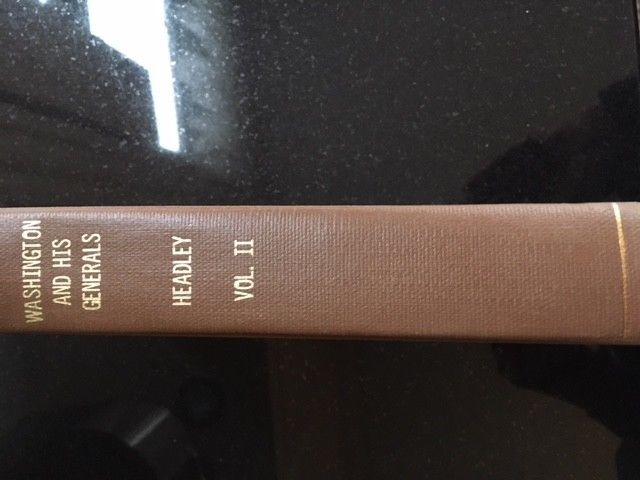 WASHINGTON
AND HIS
GENERALS
HEADLEY
VOL. II